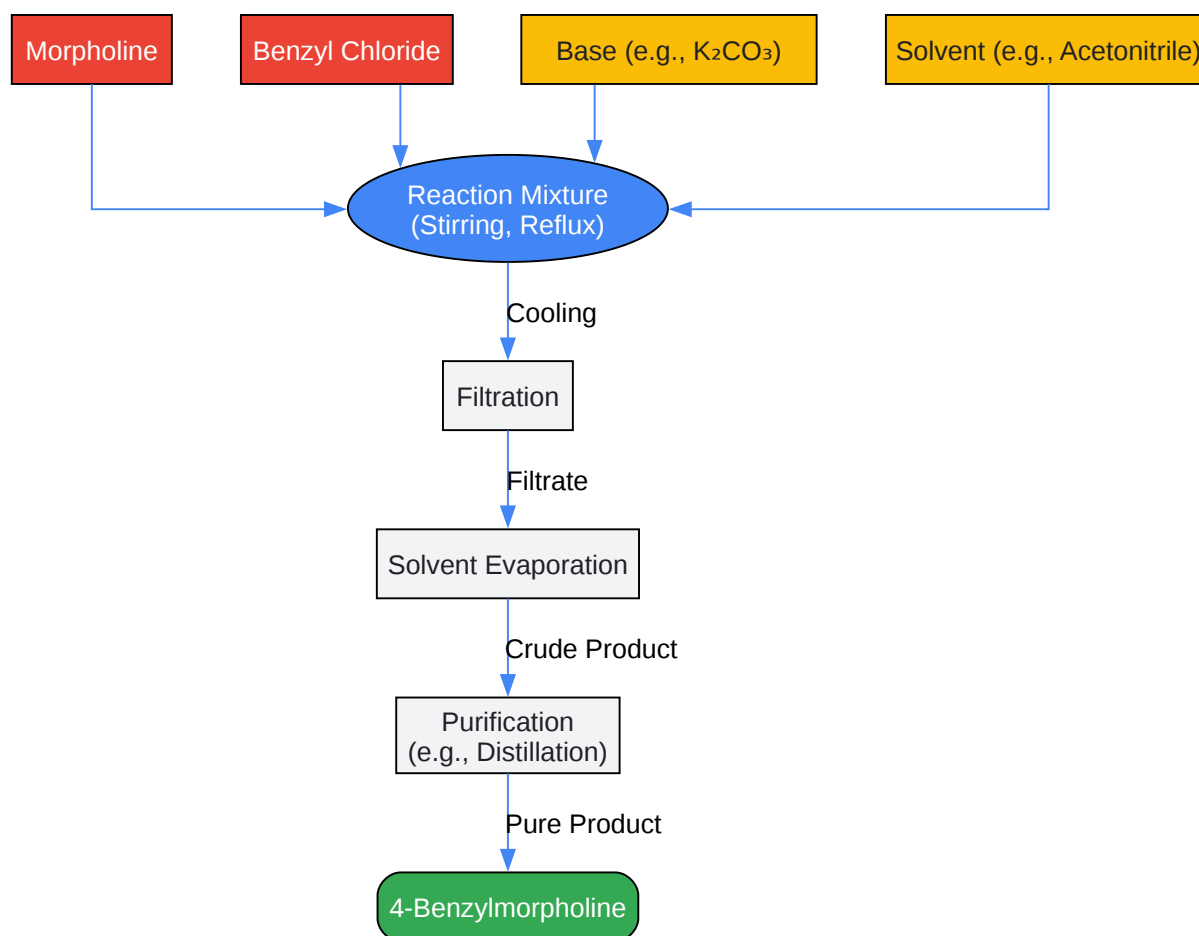 Morpholine
Benzyl Chloride
Base (e.g., K₂CO₃)
Solvent (e.g., Acetonitrile)
Reaction Mixture
(Stirring, Reflux)
Cooling
Filtration
Filtrate
Solvent Evaporation
Crude Product
Purification
(e.g., Distillation)
Pure Product
4-Benzylmorpholine